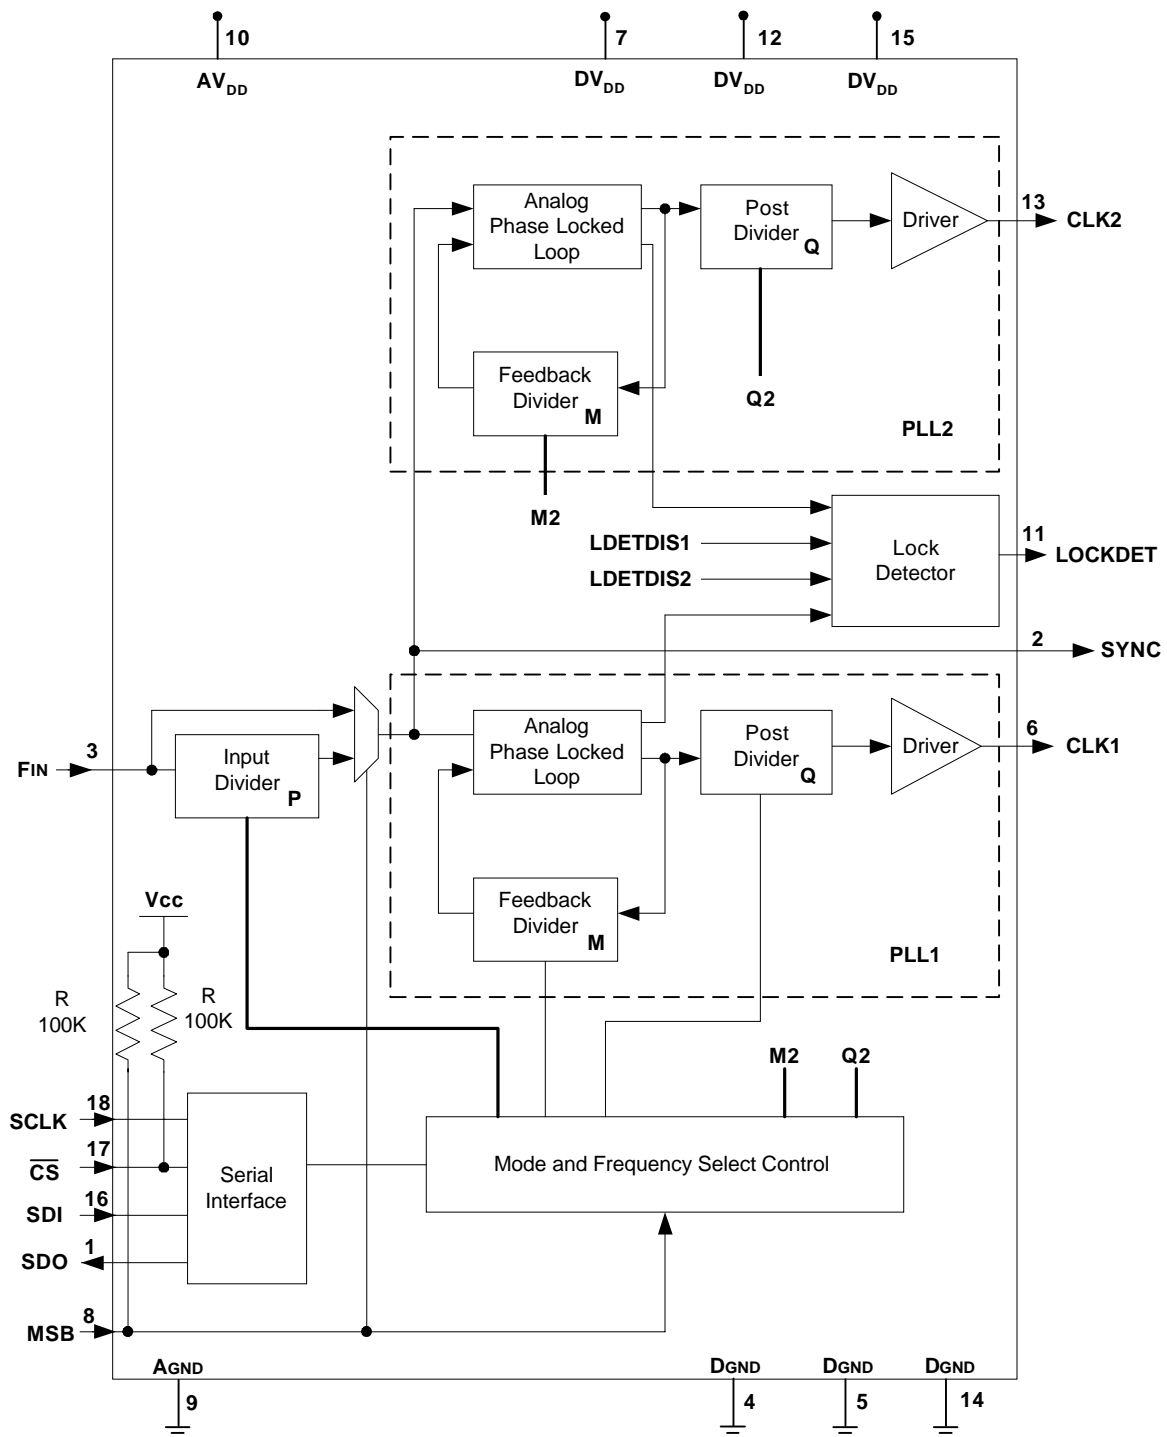 10
7
12
15
AVDD
DVDD
DVDD
DVDD
Analog
Phase Locked
Loop
Post
Divider
Q
Driver
13
CLK2
Feedback
Divider
M
Q2
PLL2
M2
LDETDIS1
LDETDIS2
Lock
Detector
11
LOCKDET
2
SYNC
3
FIN
Input
Divider
P
Analog
Phase Locked
Loop
Post
Divider
Q
Driver
6
CLK1
Feedback
Divider
M
PLL1
Vcc
R
100K
R
100K
M2
Q2
18
SCLK
17
CS
16
SDI
1
SDO
8
MSB
Serial
Interface
Mode and Frequency Select Control
AGND
DGND
DGND
DGND
9
4
5
14